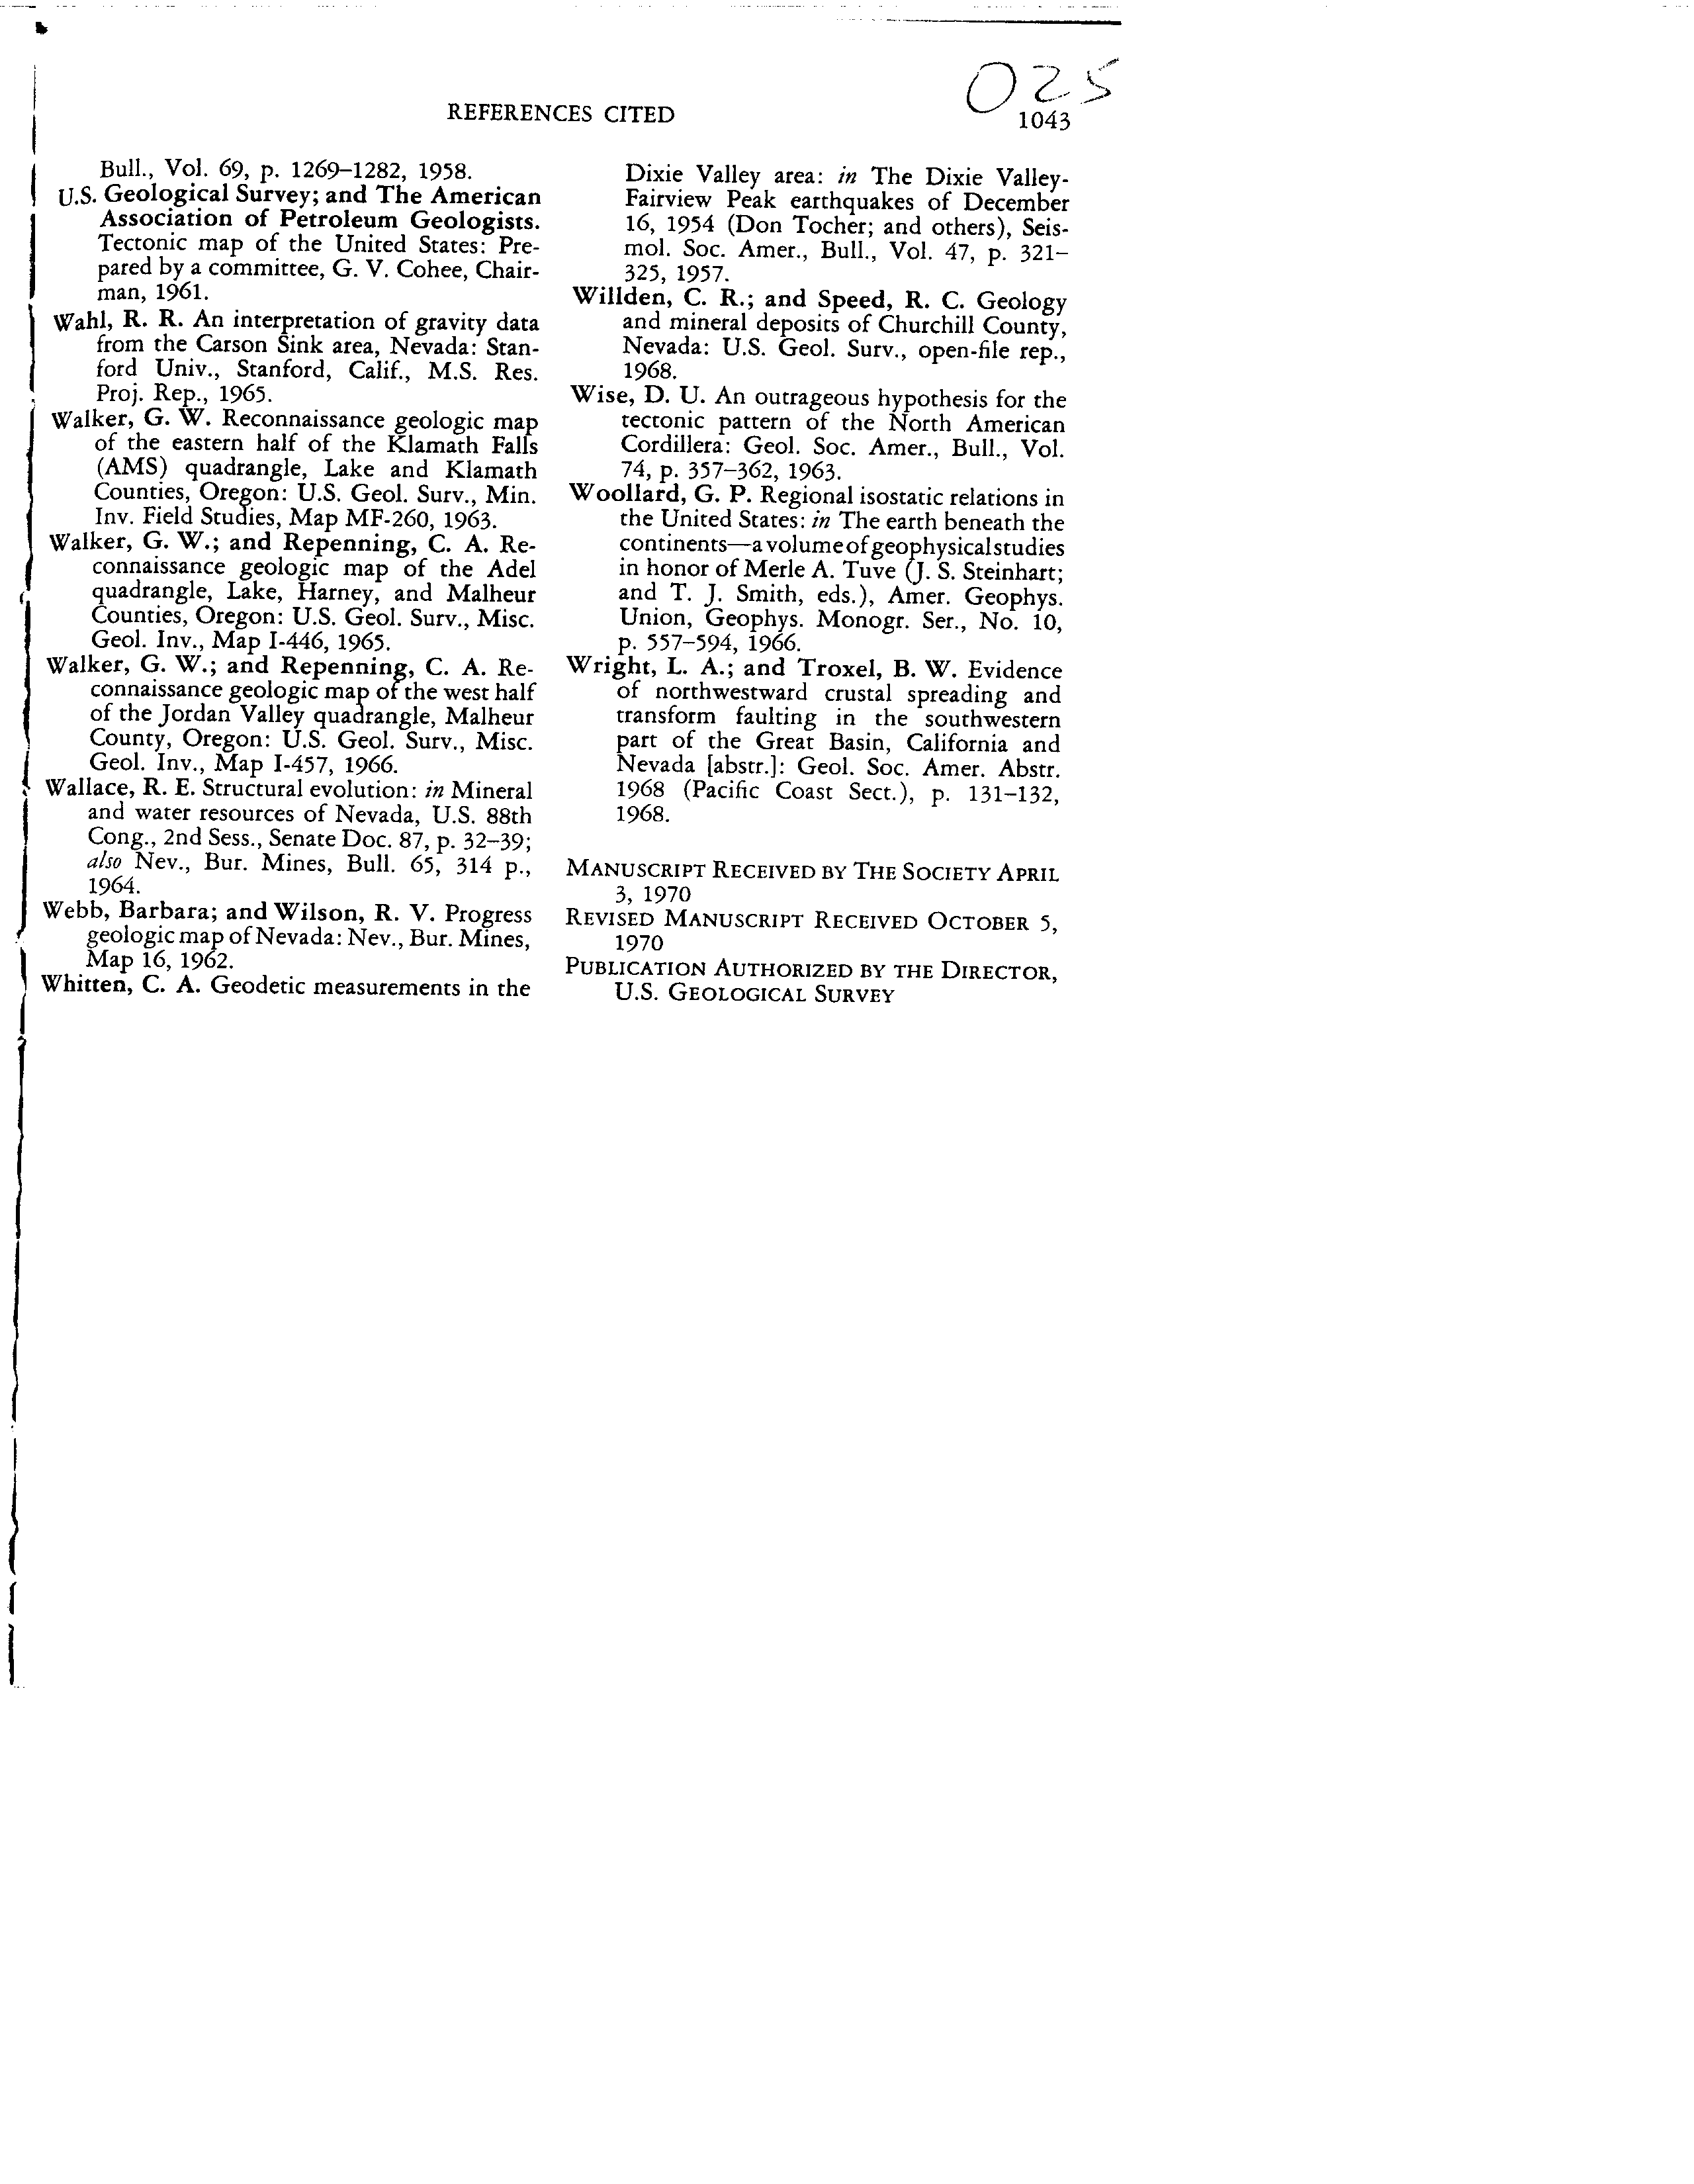 025
REFERENCES CITED
1043
Bull., Vol. 69, p. 1269–1282, 1958.
U.S. Geological Survey; and The American
Association of Petroleum Geologists.
Tectonic map of the United States: Pre-
pared by a committee, G. V. Cohee, Chair-
man, 1961.
Wahl, R. R. An interpretation of gravity data
from the Carson Sink area, Nevada: Stan-
ford Univ., Stanford, Calif., M.S. Res.
Proj. Rep., 1965.
Walker, G. W. Reconnaissance geologic map
of the eastern half of the Klamath Falls
(AMS) quadrangle, Lake and Klamath
Counties, Oregon: U.S. Geol. Surv., Min.
Inv. Field Studies, Map MF-260, 1963.
Walker, G. W.; and Repenning, C. A. Re-
connaissance geologic map of the Adel
quadrangle, Lake, Harney, and Malheur
Counties, Oregon: U.S. Geol. Surv., Misc.
Geol. Inv., Map I-446, 1965.
Walker, G. W.; and Repenning, C. A. Re-
connaissance geologic map of the west half
of the Jordan Valley quadrangle, Malheur
County, Oregon: U.S. Geol. Surv., Misc.
Geol. Inv., Map I-457, 1966.
Wallace, R. E. Structural evolution: in Mineral
and water resources of Nevada, U.S. 88th
Cong., 2nd Sess., Senate Doc. 87, p. 32–39;
also Nev., Bur. Mines, Bull. 65, 314 p.,
1964.
Webb, Barbara; and Wilson, R. V. Progress
geologic map of Nevada: Nev., Bur. Mines,
Map 16, 1962.
Whitten, C. A. Geodetic measurements in the
Dixie Valley area: in The Dixie Valley-
Fairview Peak earthquakes of December
16, 1954 (Don Tocher; and others), Seis-
mol. Soc. Amer., Bull., Vol. 47, p. 321–
325, 1957.
Willden, C. R.; and Speed, R. C. Geology
and mineral deposits of Churchill County,
Nevada: U.S. Geol. Surv., open-file rep.,
1968.
Wise, D. U. An outrageous hypothesis for the
tectonic pattern of the North American
Cordillera: Geol. Soc. Amer., Bull., Vol.
74, p. 357–362, 1963.
Woollard, G. P. Regional isostatic relations in
the United States: in The earth beneath the
continents—a volume of geophysical studies
in honor of Merle A. Tuve (J. S. Steinhart;
and T. J. Smith, eds.), Amer. Geophys.
Union, Geophys. Monogr. Ser., No. 10,
p. 557–594, 1966.
Wright, L. A.; and Troxel, B. W. Evidence
of northwestward crustal spreading and
transform faulting in the southwestern
part of the Great Basin, California and
Nevada [abstr.]: Geol. Soc. Amer. Abstr.
1968 (Pacific Coast Sect.), p. 131–132,
1968.
MANUSCRIPT RECEIVED BY THE SOCIETY APRIL
3, 1970
REVISED MANUSCRIPT RECEIVED OCTOBER 5,
1970
PUBLICATION AUTHORIZED BY THE DIRECTOR,
U.S. GEOLOGICAL SURVEY